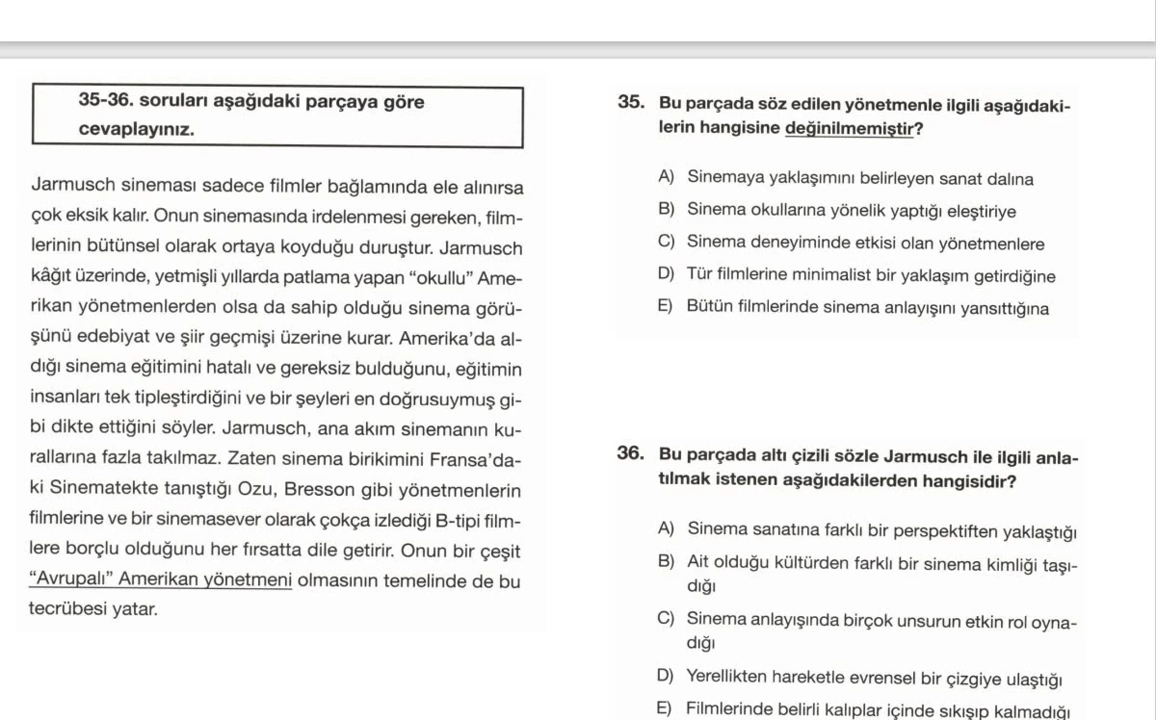 35-36. soruları aşağıdaki parçaya göre
cevaplayınız.
Jarmusch sineması sadece filmler bağlamında ele alınırsa
çok eksik kalır. Onun sinemasında irdelenmesi gereken, film-
lerinin bütünsel olarak ortaya koyduğu duruştur. Jarmusch
kâğıt üzerinde, yetmişli yıllarda patlama yapan “okullu” Ame-
rikan yönetmenlerden olsa da sahip olduğu sinema görü-
şünü edebiyat ve şiir geçmişi üzerine kurar. Amerika’da al-
dığı sinema eğitimini hatalı ve gereksiz bulduğunu, eğitimin
insanları tek tipleştirdiğini ve bir şeyleri en doğrusuymuş gi-
bi dikte ettiğini söyler. Jarmusch, ana akım sinemanın ku-
rallarına fazla takılmaz. Zaten sinema birikimini Fransa’da-
ki Sinematekte tanıştığı Ozu, Bresson gibi yönetmenlerin
filmlerine ve bir sinemasever olarak çokça izlediği B-tipi film-
lere borçlu olduğunu her fırsatta dile getirir. Onun bir çeşit
“Avrupalı” Amerikan yönetmeni olmasının temelinde de bu
tecrübesi yatar.
35. Bu parçada söz edilen yönetmenle ilgili aşağıdaki-
lerin hangisine değinilmemiştir?
A) Sinemaya yaklaşımını belirleyen sanat dalına
B) Sinema okullarına yönelik yaptığı eleştiriye
C) Sinema deneyiminde etkisi olan yönetmenlere
D) Tür filmlerine minimalist bir yaklaşım getirdiğine
E) Bütün filmlerinde sinema anlayışını yansıttığına
36. Bu parçada altı çizili sözle Jarmusch ile ilgili anla-
tılmak istenen aşağıdakilerden hangisidir?
A) Sinema sanatına farklı bir perspektiften yaklaştığı
B) Ait olduğu kültürden farklı bir sinema kimliği taşı-
dığı
C) Sinema anlayışında birçok unsurun etkin rol oyna-
dığı
D) Yerellikten hareketle evrensel bir çizgiye ulaştığı
E) Filmlerinde belirli kalıplar içinde sıkışıp kalmadığı